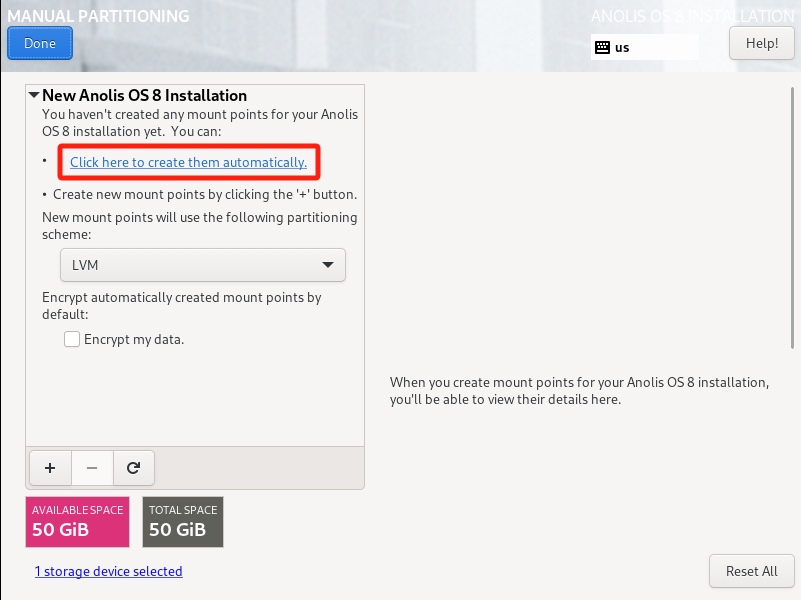 MANUAL PARTITIONING
ANOLIS OS 8 INSTALLATION
Done
us
Help!
New Anolis OS 8 Installation
You haven't created any mount points for your Anolis
OS 8 installation yet. You can:
• Click here to create them automatically.
• Create new mount points by clicking the '+' button.
New mount points will use the following partitioning
scheme:
LVM
Encrypt automatically created mount points by
default:
Encrypt my data.
When you create mount points for your Anolis OS 8 installation,
you'll be able to view their details here.
+ − 
AVAILABLE SPACE
50 GiB
TOTAL SPACE
50 GiB
1 storage device selected
Reset All